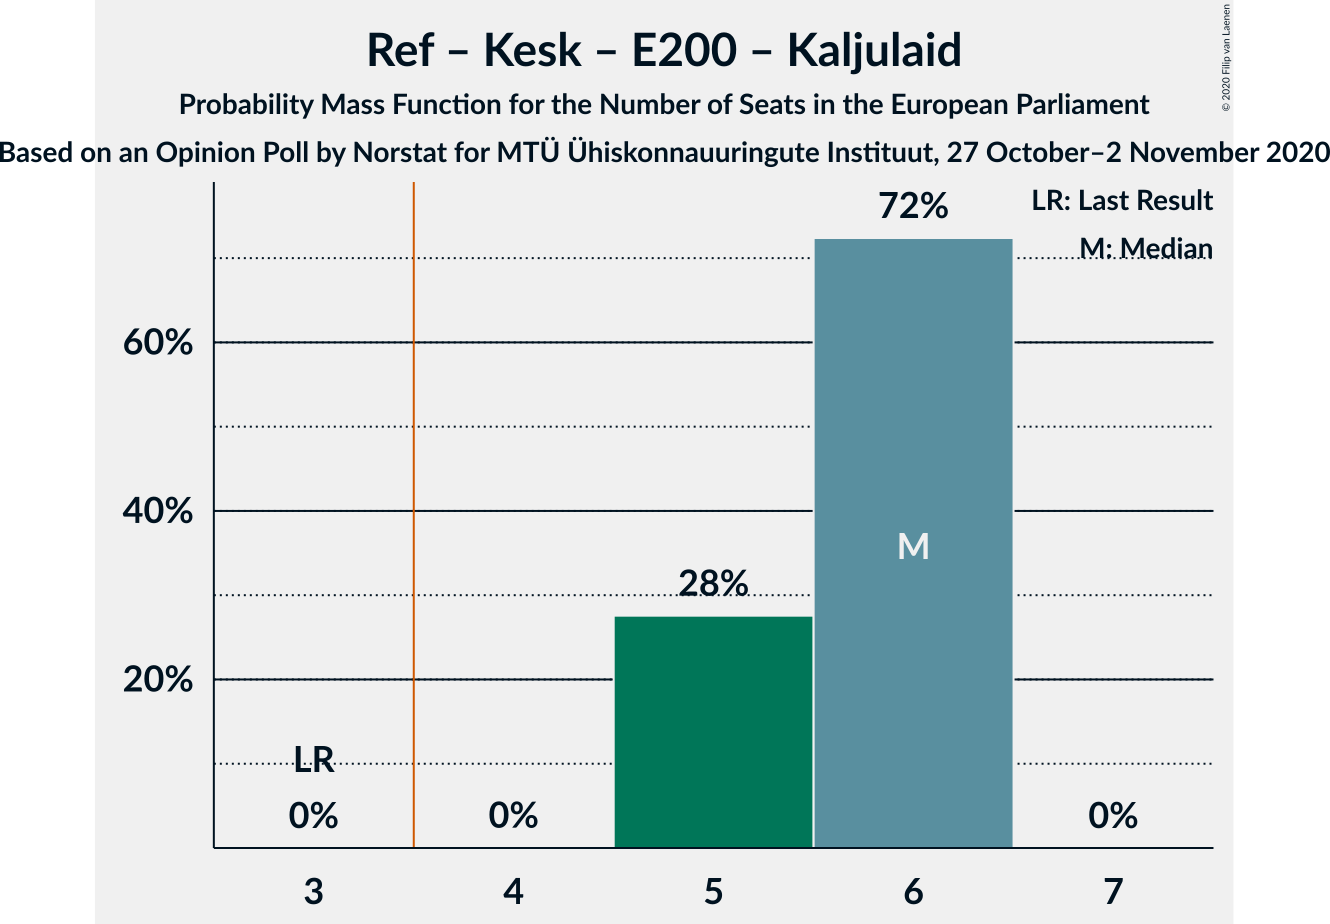 Ref – Kesk – E200 – Kaljulaid
Probability Mass Function for the Number of Seats in the European Parliament
Based on an Opinion Poll by Norstat for MTÜ Ühiskonnauuringute Instituut, 27 October–2 November 2020
© 2020 Filip van Laenen
LR: Last Result
M: Median
72%
60%
40%
M
28%
20%
LR
0%
0%
0%
3
4
5
6
7